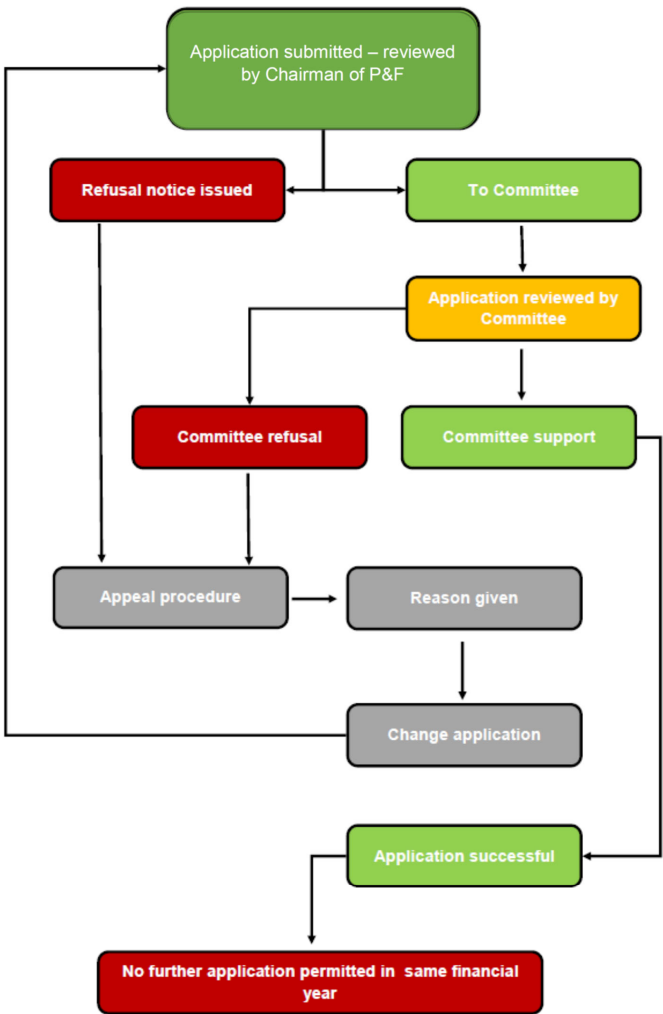 Application submitted – reviewed
by Chairman of P&F
Refusal notice issued
To Committee
Application reviewed by
Committee
Committee refusal
Committee support
Appeal procedure
Reason given
Change application
Application successful
No further application permitted in same financial
year